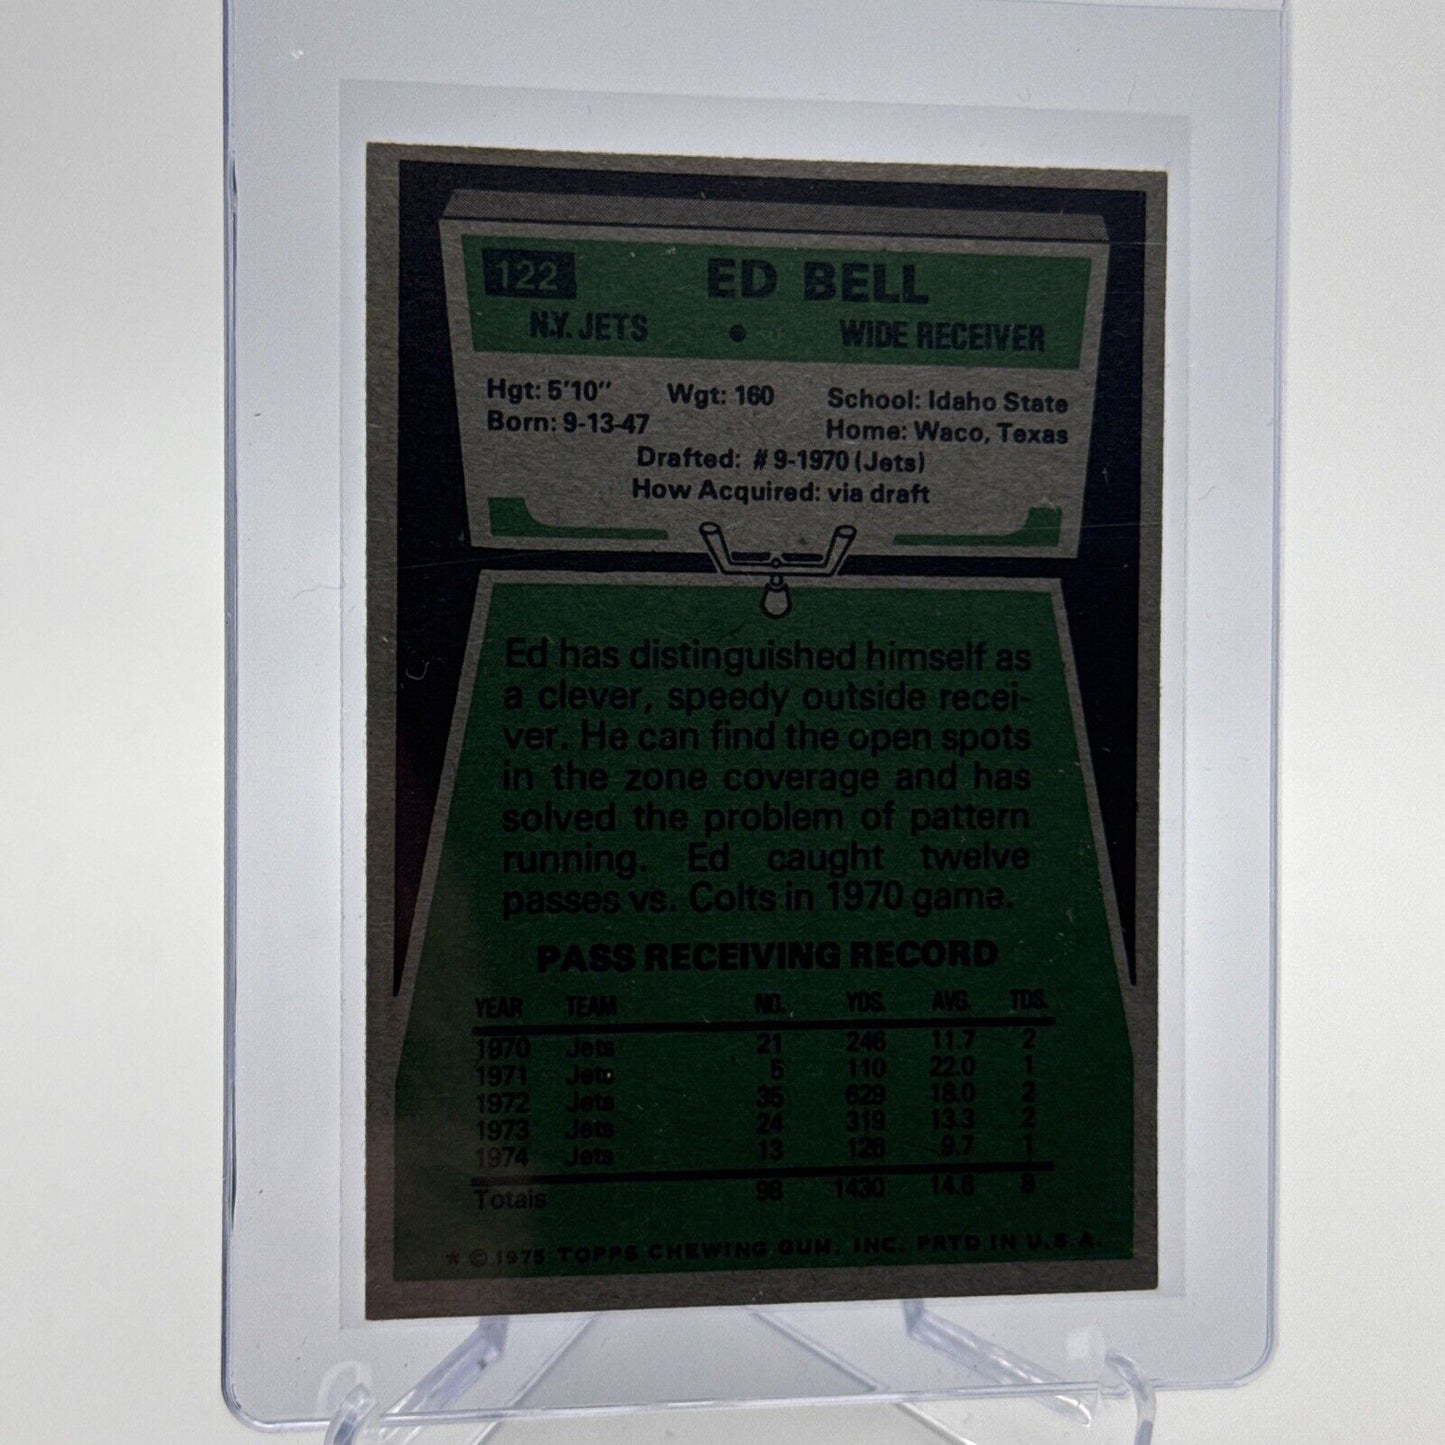 122 ED BELL
N.Y. JETS • WIDE RECEIVER
Hgt: 5'10" Wgt: 160 School: Idaho State
Born: 9-13-47 Home: Waco, Texas
Drafted: #9-1970 (Jets)
How Acquired: via draft
Ed has distinguished himself as
a clever, speedy outside recei-
ver. He can find the open spots
in the zone coverage and has
solved the problem of pattern
running. Ed caught twelve
passes vs. Colts in 1970 game.
PASS RECEIVING RECORD
YEAR TEAM NO. YDS. AVG. TDS.
1970 Jets 21 246 11.7 2
1971 Jets 5 110 22.0 1
1972 Jets 35 629 18.0 2
1973 Jets 24 319 13.3 2
1974 Jets 13 126 9.7 1
Totals 98 1430 14.6 8
* © 1975 TOPPS CHEWING GUM, INC. PRTD IN U.S.A.